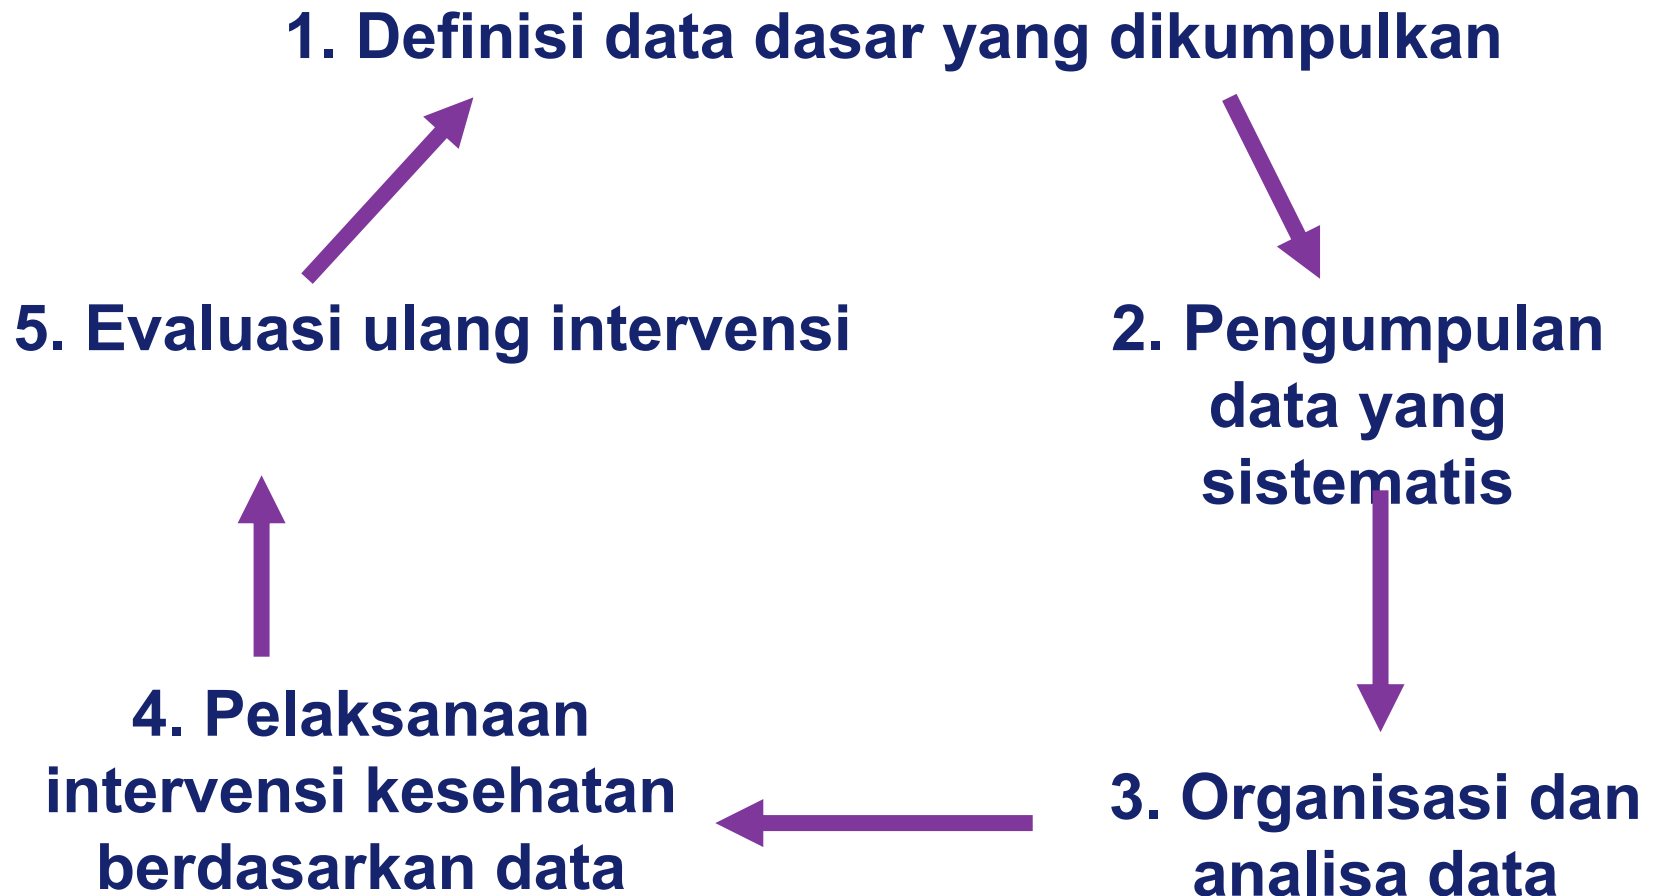 1. Definisi data dasar yang dikumpulkan
5. Evaluasi ulang intervensi
2. Pengumpulan
data yang
sistematis
4. Pelaksanaan
intervensi kesehatan
berdasarkan data
3. Organisasi dan
analisa data